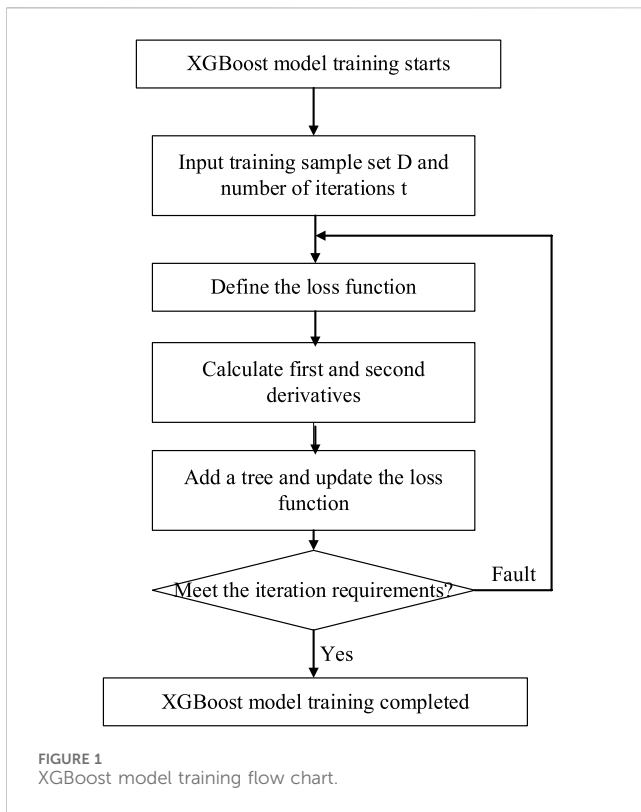 XGBoost model training starts
Input training sample set D and
number of iterations t
Define the loss function
Calculate first and second
derivatives
Add a tree and update the loss
function
Meet the iteration requirements?
Fault
Yes
XGBoost model training completed
FIGURE 1
XGBoost model training flow chart.